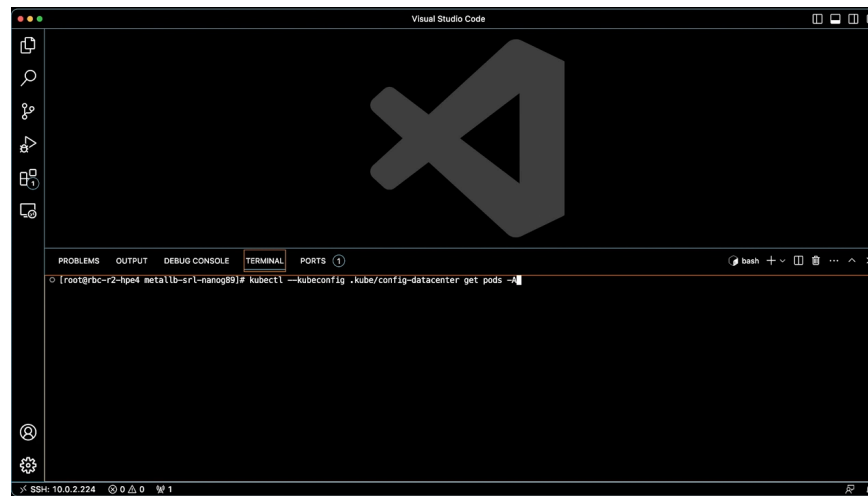 Visual Studio Code
1
PROBLEMS OUTPUT DEBUG CONSOLE TERMINAL PORTS 1
bash
[root@rbc-r2-hpe4 metallb-srl-nanog89]# kubectl --kubeconfig .kube/config-datacenter get pods -A
SSH: 10.0.2.224 0 0 1